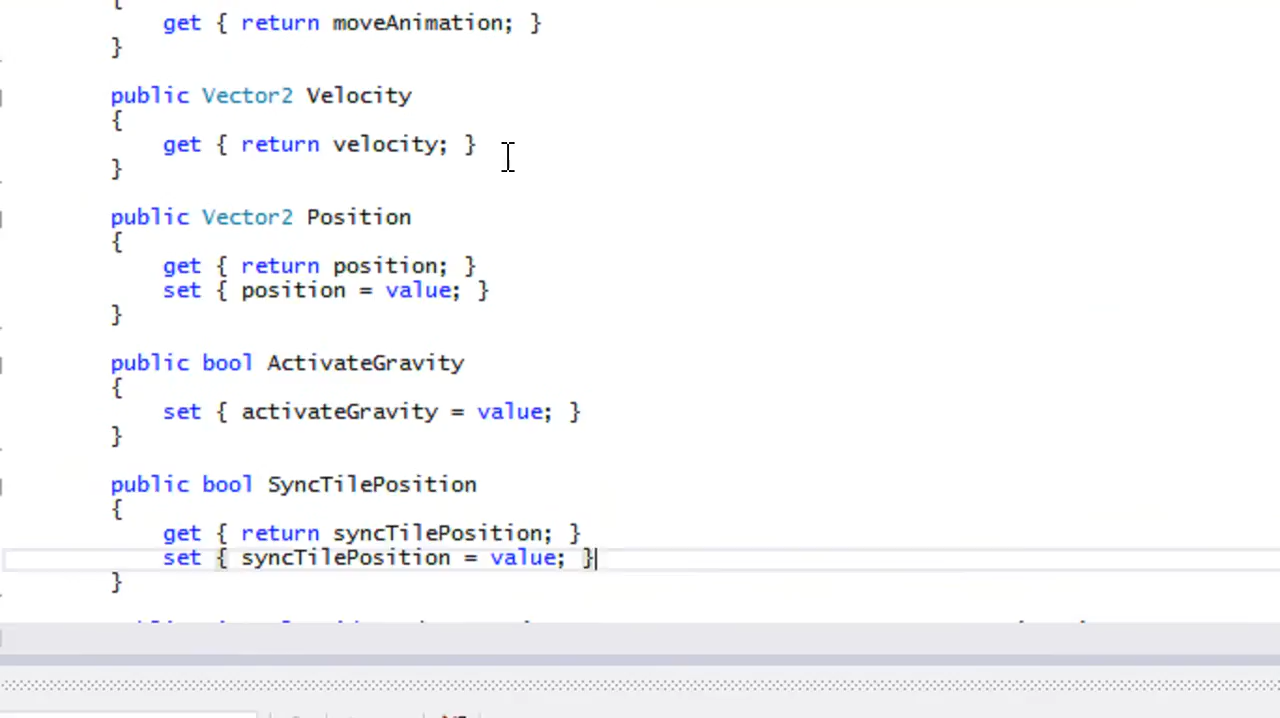 {
get { return moveAnimation; }
}
public Vector2 Velocity
{
get { return velocity; }
}
public Vector2 Position
{
get { return position; }
set { position = value; }
}
public bool ActivateGravity
{
set { activateGravity = value; }
}
public bool SyncTilePosition
{
get { return syncTilePosition; }
set { syncTilePosition = value; }
}